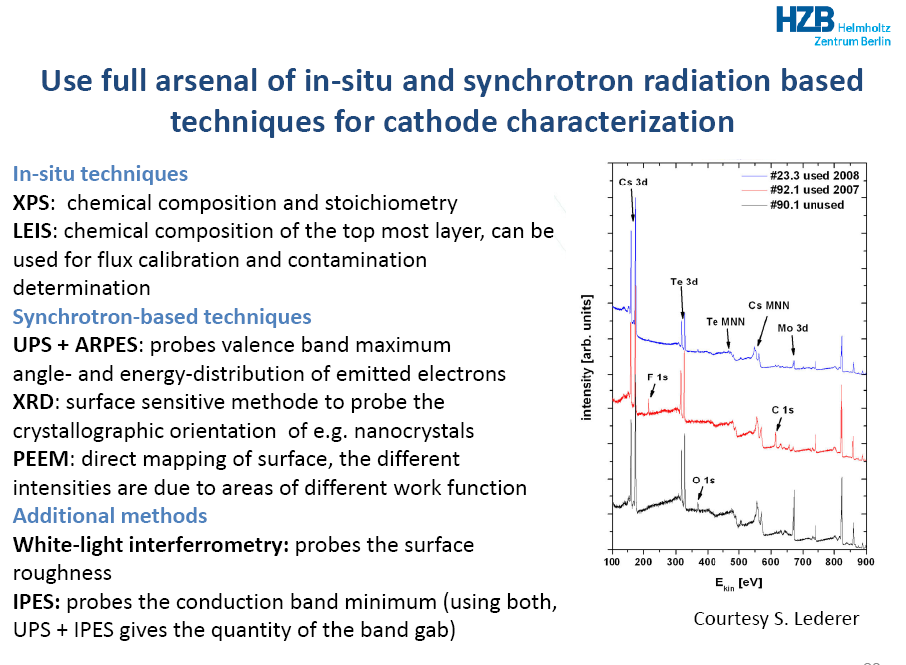 HZB Helmholtz
Zentrum Berlin
Use full arsenal of in-situ and synchrotron radiation based
techniques for cathode characterization
In-situ techniques
XPS:  chemical composition and stoichiometry
LEIS: chemical composition of the top most layer, can be
used for flux calibration and contamination
determination
Synchrotron-based techniques
UPS + ARPES: probes valence band maximum
angle- and energy-distribution of emitted electrons
XRD: surface sensitive methode to probe the
crystallographic orientation  of e.g. nanocrystals
PEEM: direct mapping of surface, the different
intensities are due to areas of different work function
Additional methods
White-light interferrometry: probes the surface
roughness
IPES: probes the conduction band minimum (using both,
UPS + IPES gives the quantity of the band gab)
#23.3 used 2008
#92.1 used 2007
#90.1 unused
Cs 3d
Te 3d
Cs MNN
Te MNN
Mo 3d
F 1s
C 1s
O 1s
intensity [arb. units]
100 200 300 400 500 600 700 800 900
Ekin [eV]
Courtesy S. Lederer